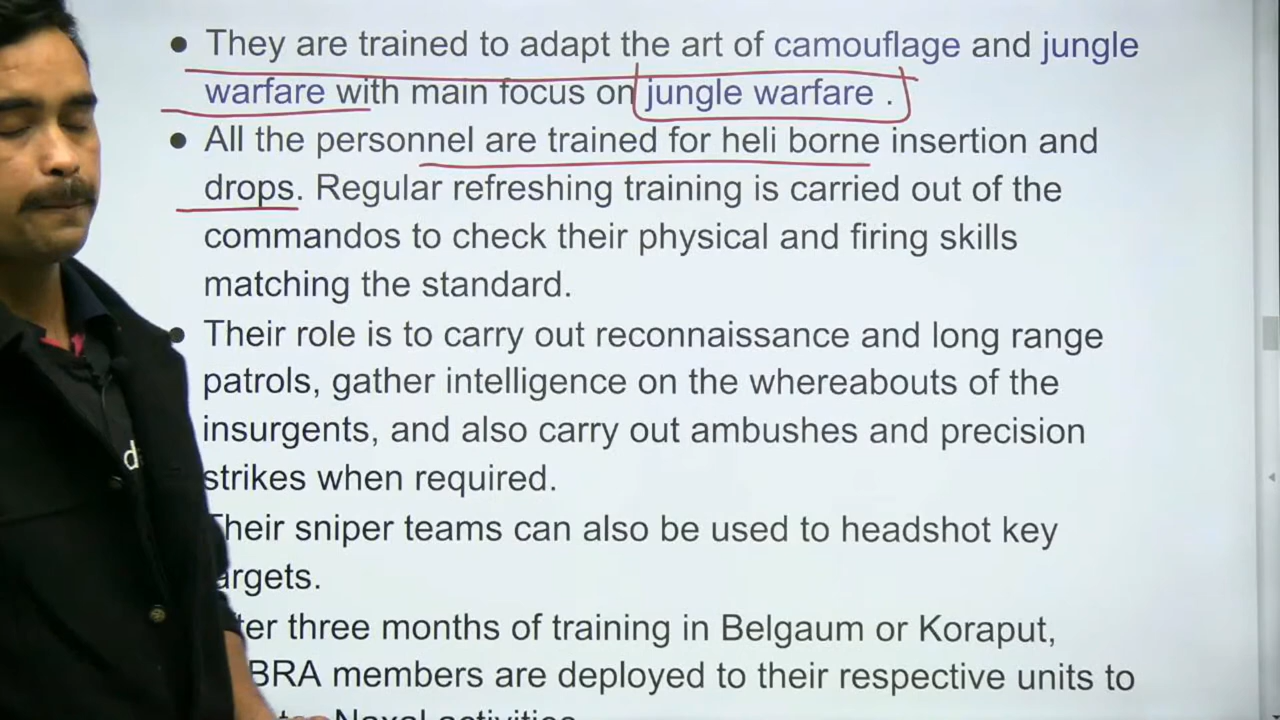 • They are trained to adapt the art of camouflage and jungle
warfare with main focus on jungle warfare .
• All the personnel are trained for heli borne insertion and
drops. Regular refreshing training is carried out of the
commandos to check their physical and firing skills
matching the standard.
• Their role is to carry out reconnaissance and long range
patrols, gather intelligence on the whereabouts of the
insurgents, and also carry out ambushes and precision
strikes when required.
Their sniper teams can also be used to headshot key
targets.
three months of training in Belgaum or Koraput,
BRA members are deployed to their respective units to
Naxal activities.